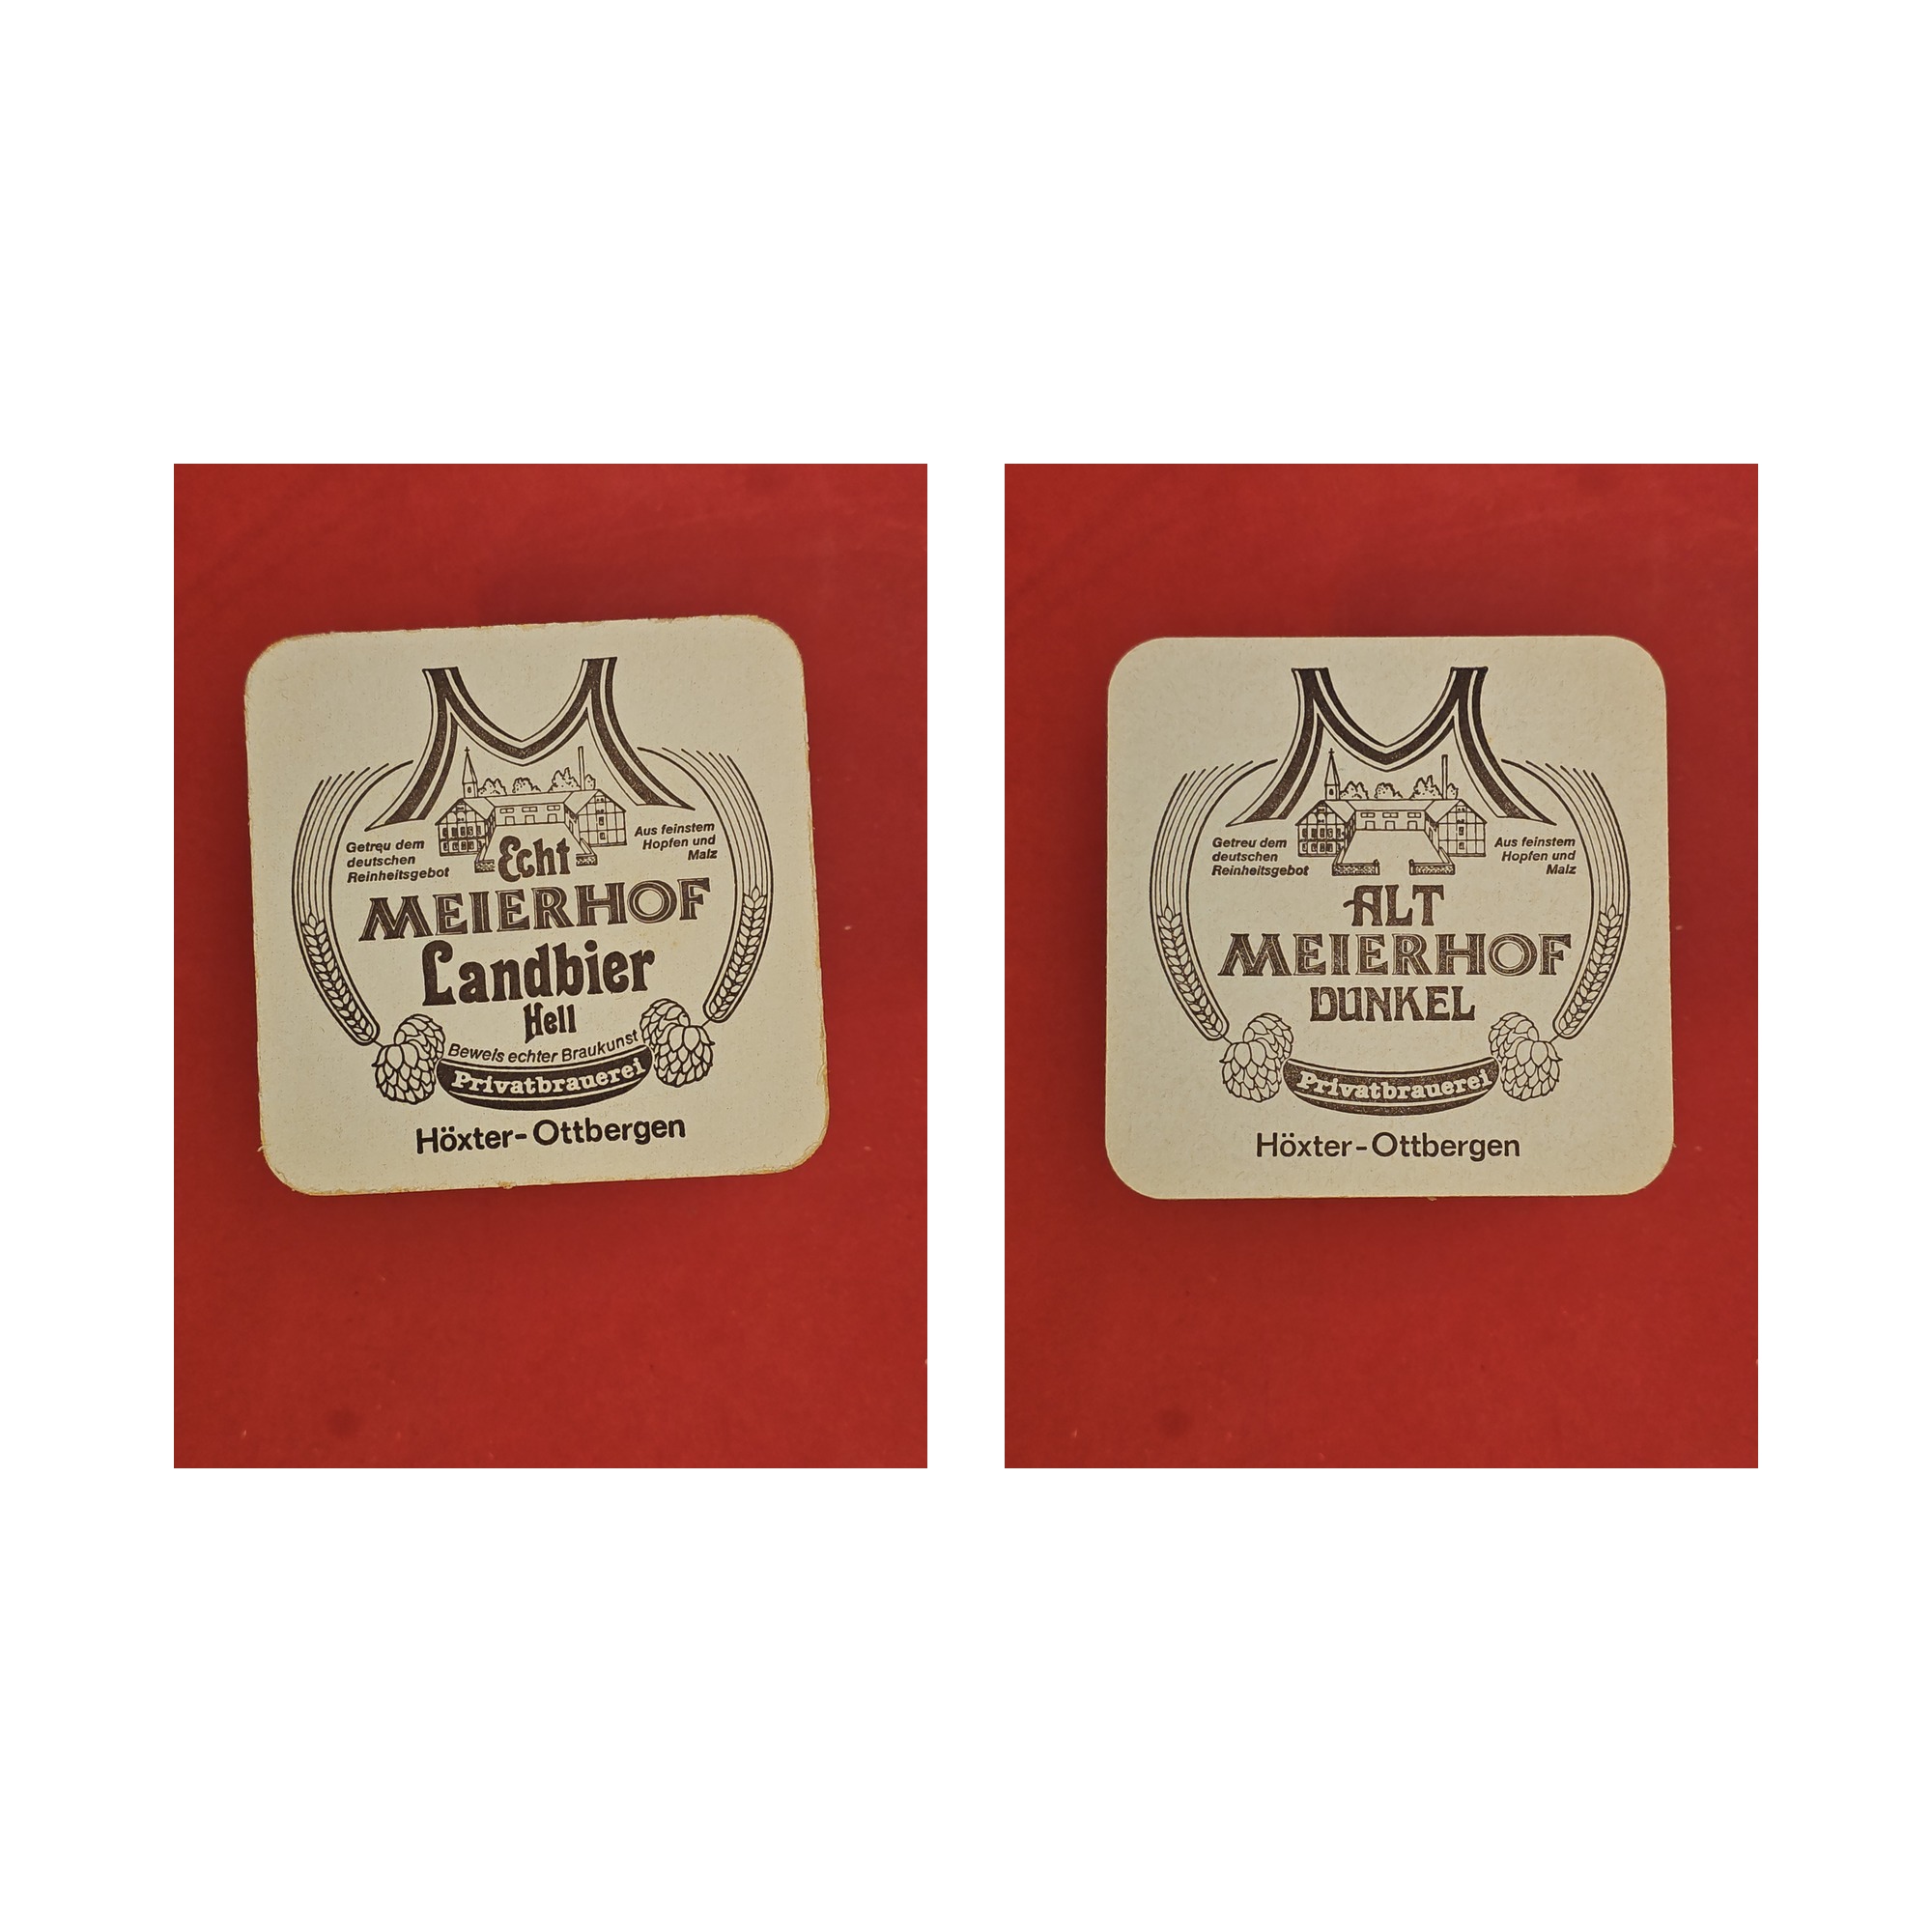 Getreu dem
deutschen
Reinheitsgebot
Aus feinstem
Hopfen und
Malz
Echt
MEIERHOF
Landbier
Hell
Beweis echter Braukunst
Privatbrauerei
Höxter-Ottbergen
Getreu dem
deutschen
Reinheitsgebot
Aus feinstem
Hopfen und
Malz
ALT
MEIERHOF
DUNKEL
Privatbrauerei
Höxter-Ottbergen